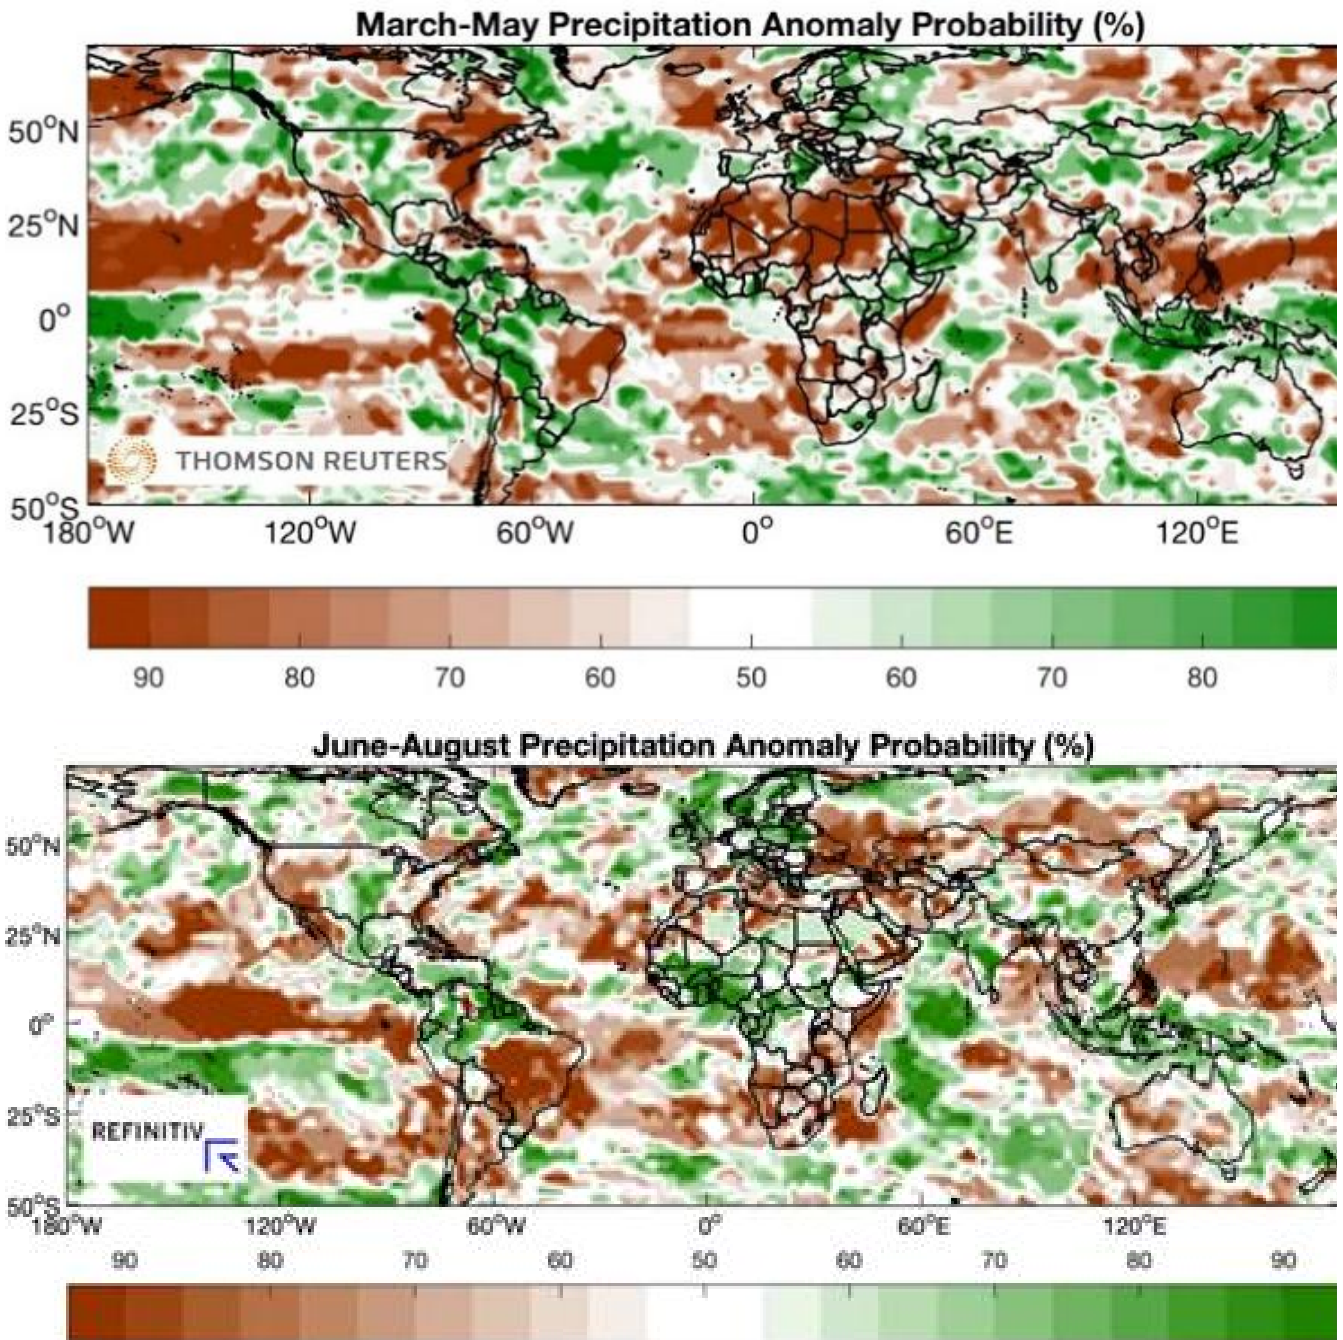 March-May Precipitation Anomaly Probability (%)
50°N
25°N
0°
25°S
50°S
THOMSON REUTERS
180°W 120°W 60°W 0° 60°E 120°E
90 80 70 60 50 60 70 80
June-August Precipitation Anomaly Probability (%)
50°N
25°N
0°
25°S
50°S
REFINITIV
180°W 120°W 60°W 0° 60°E 120°E
90 80 70 60 50 60 70 80 90